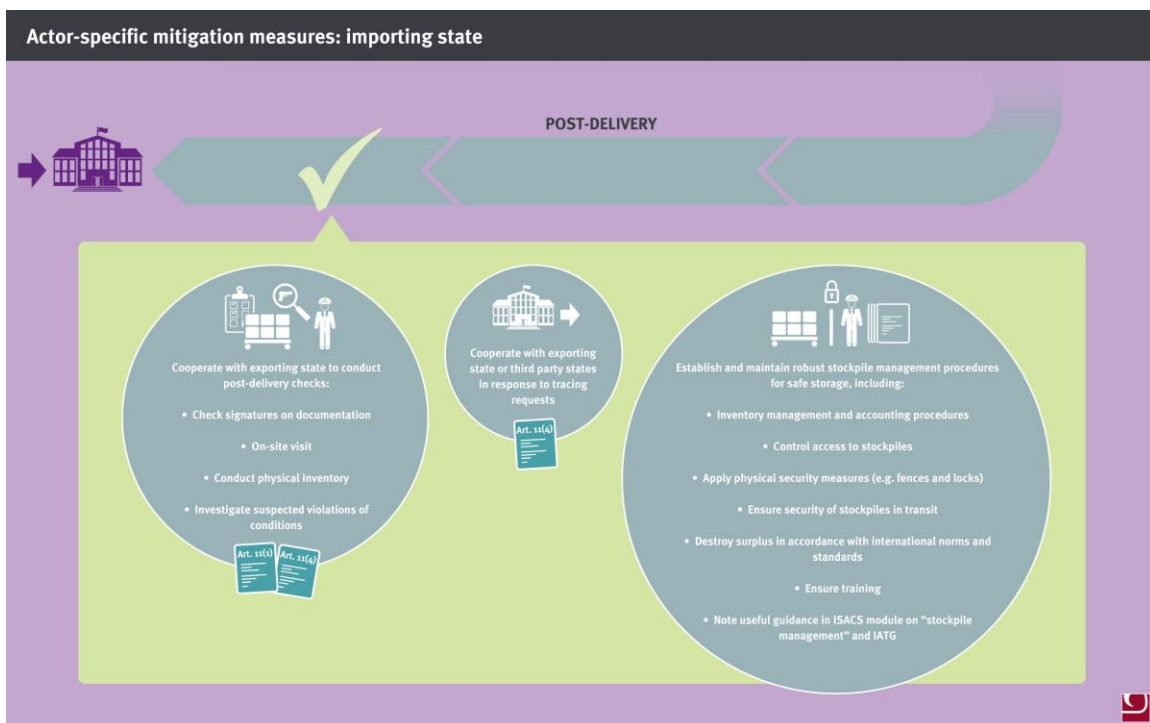 Actor-specific mitigation measures: importing state
POST-DELIVERY
Cooperate with exporting state to conduct
post-delivery checks:
• Check signatures on documentation
• On-site visit
• Conduct physical inventory
• Investigate suspected violations of
conditions
Art. 11(1)
Art. 11(4)
Cooperate with exporting
state or third party states
in response to tracing
requests
Art. 11(4)
Establish and maintain robust stockpile management procedures
for safe storage, including:
• Inventory management and accounting procedures
• Control access to stockpiles
• Apply physical security measures (e.g. fences and locks)
• Ensure security of stockpiles in transit
• Destroy surplus in accordance with international norms and
standards
• Ensure training
• Note useful guidance in ISACS module on “stockpile
management” and IATG